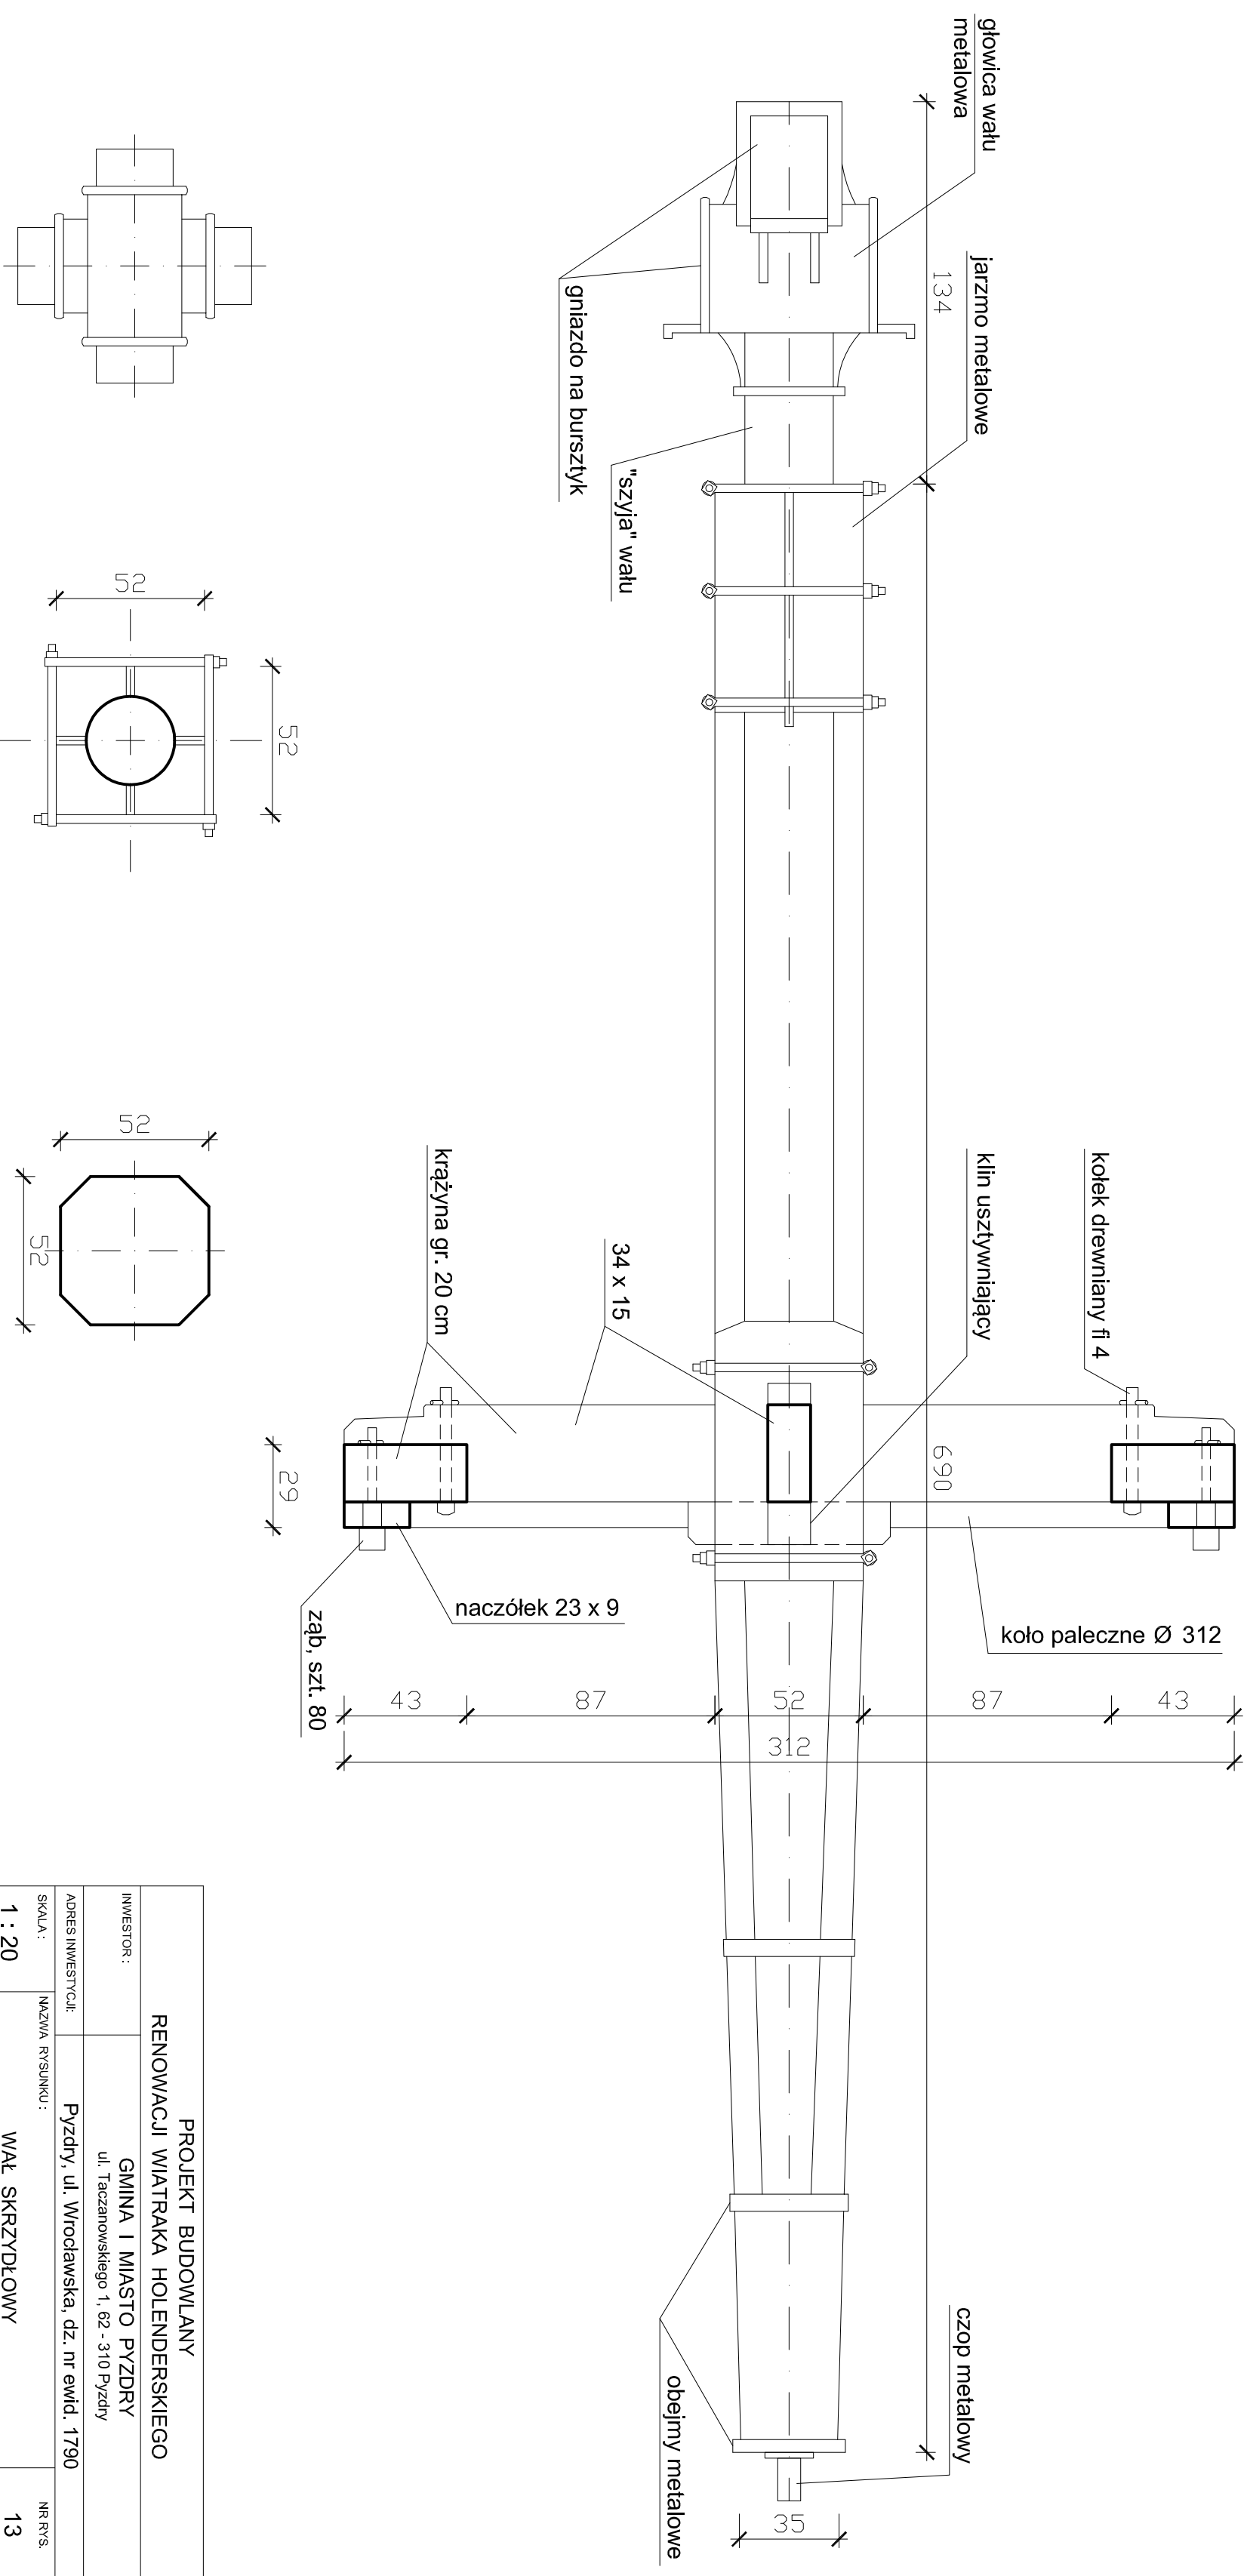 głowica wału
metalowa
134
jarzmo metalowe
gniazdo na bursztyk
"szyja" wału
52
52
52
52
kołek drewniany fi 4
klin usztywniający
34 x 15
krążyna gr. 20 cm
690
29
naczółek 23 x 9
ząb, szt. 80
koło paleczne Ø 312
43
87
52
87
43
312
czop metalowy
obejmy metalowe
35
PROJEKT BUDOWLANY
RENOWACJI WIATRAKA HOLENDERSKIEGO
INWESTOR :
GMINA I MIASTO PYZDRY
ul. Taczanowskiego 1, 62 - 310 Pyzdry
ADRES INWESTYCJI:
Pyzdry, ul. Wrocławska, dz. nr ewid. 1790
SKALA :
1 : 20
NAZWA RYSUNKU :
WAŁ SKRZYDŁOWY
NR RYS.
13